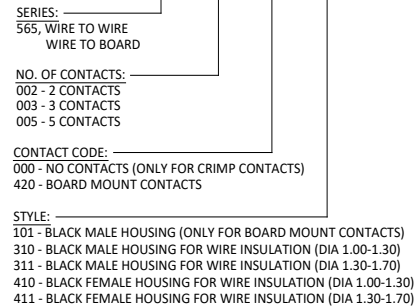 SERIES:
565, WIRE TO WIRE
WIRE TO BOARD
NO. OF CONTACTS:
002 - 2 CONTACTS
003 - 3 CONTACTS
005 - 5 CONTACTS
CONTACT CODE:
000 - NO CONTACTS (ONLY FOR CRIMP CONTACTS)
420 - BOARD MOUNT CONTACTS
STYLE:
101 - BLACK MALE HOUSING (ONLY FOR BOARD MOUNT CONTACTS)
310 - BLACK MALE HOUSING FOR WIRE INSULATION (DIA 1.00-1.30)
311 - BLACK MALE HOUSING FOR WIRE INSULATION (DIA 1.30-1.70)
410 - BLACK FEMALE HOUSING FOR WIRE INSULATION (DIA 1.00-1.30)
411 - BLACK FEMALE HOUSING FOR WIRE INSULATION (DIA 1.30-1.70)